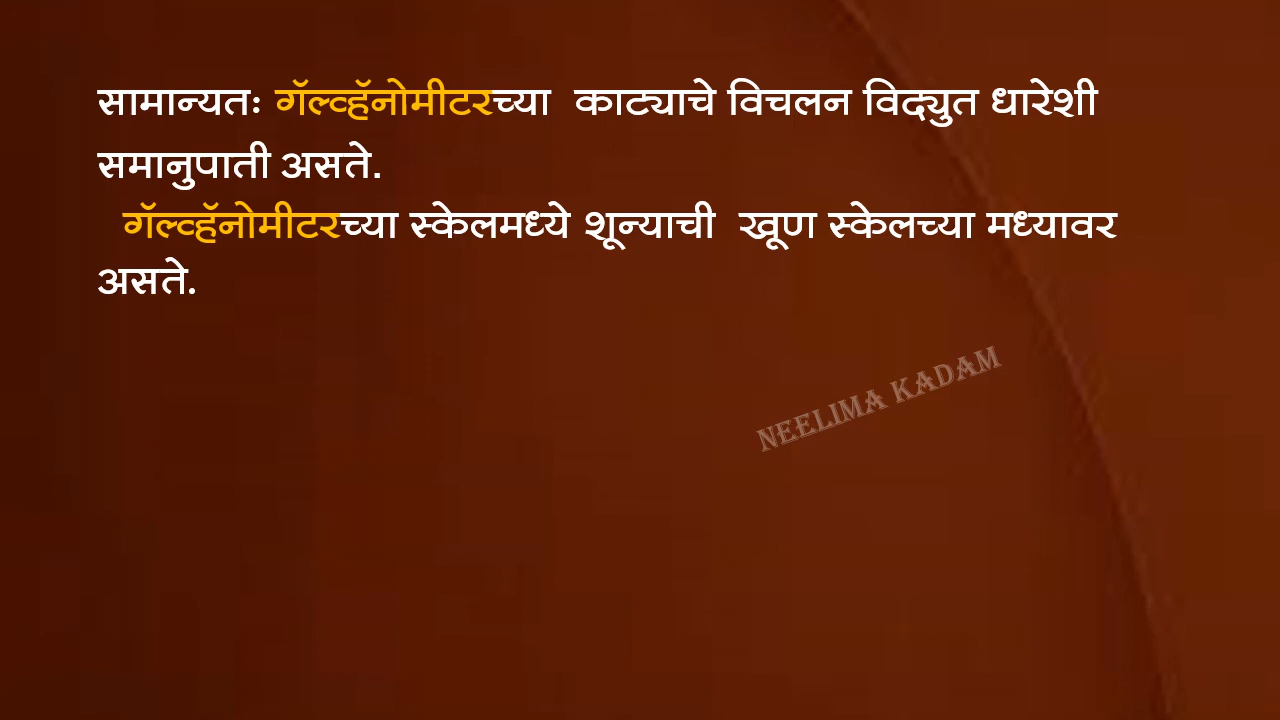 सामान्यतः गॅल्व्हॅनोमीटरच्या काट्याचे विचलन विद्युत धारेशी
समानुपाती असते.
गॅल्व्हॅनोमीटरच्या स्केलमध्ये शून्याची खूण स्केलच्या मध्यावर
असते.
NEELIMA KADAM